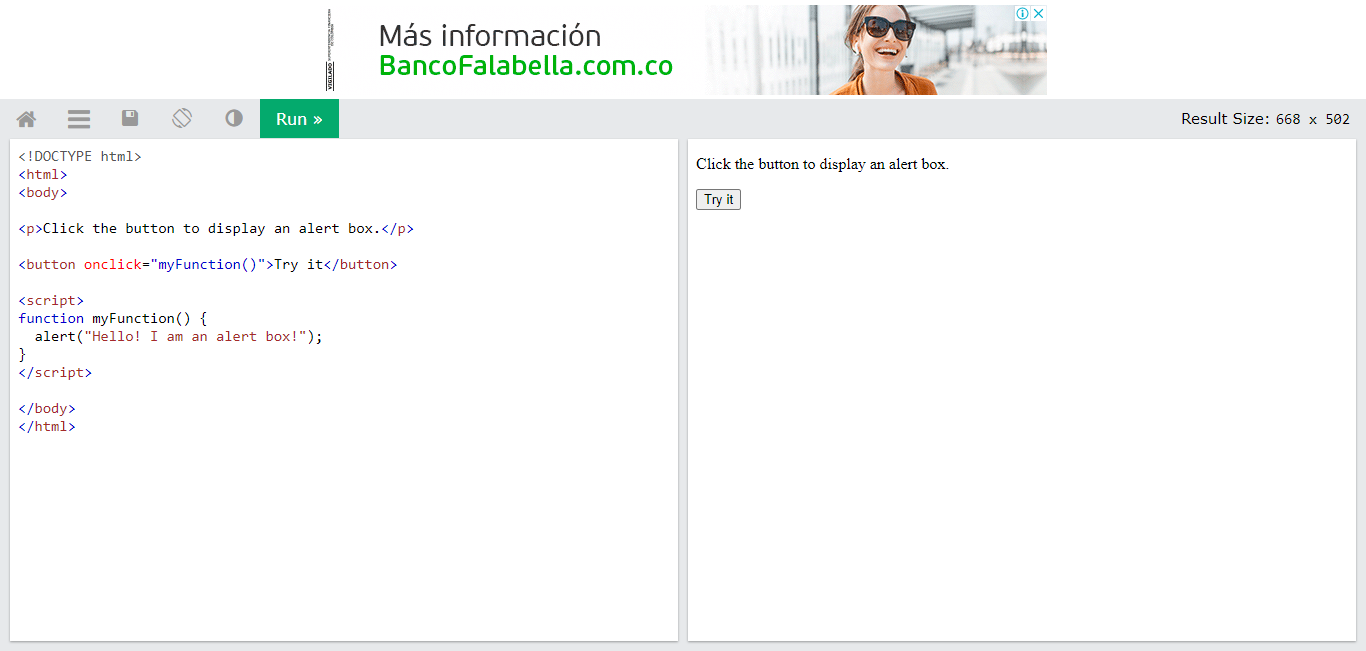 Más información
BancoFalabella.com.co
VIGILADO
Run »
Result Size: 668 x 502
<!DOCTYPE html>
<html>
<body>
<p>Click the button to display an alert box.</p>
<button onclick="myFunction()">Try it</button>
<script>
function myFunction() {
  alert("Hello! I am an alert box!");
}
</script>
</body>
</html>
Click the button to display an alert box.
Try it